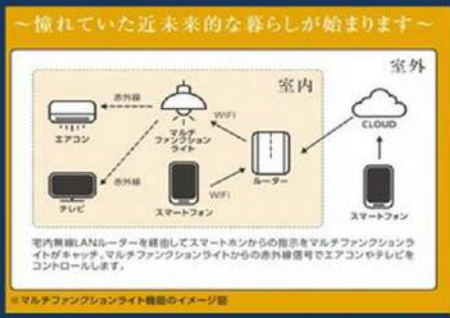 ～憧れていた近未来的な暮らしが始まります～
室外
室内
赤外線
WiFi
CLOUD
エアコン
マルチ
ファンクション
ライト
ルーター
赤外線
WiFi
テレビ
スマートフォン
スマートフォン
宅内無線LANルーターを経由してスマートホンからの指示をマルチファンクションラ
イトがキャッチ。マルチファンクションライトからの赤外線信号でエアコンやテレビを
コントロールします。
※マルチファンクションライト機能のイメージ図